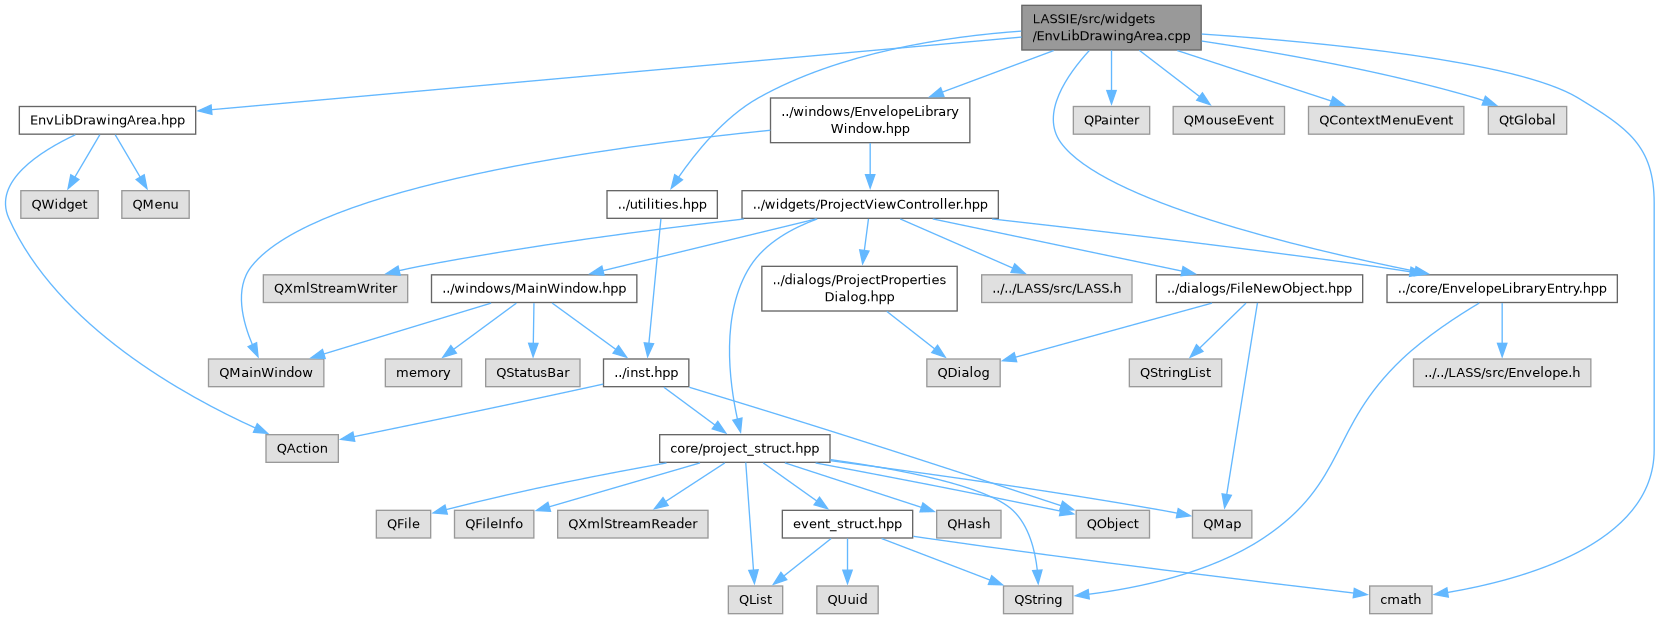 LASSIE/src/widgets
/EnvLibDrawingArea.cpp
EnvLibDrawingArea.hpp
../windows/EnvelopeLibrary
Window.hpp
QPainter
QMouseEvent
QContextMenuEvent
QtGlobal
QWidget
QMenu
../utilities.hpp
../widgets/ProjectViewController.hpp
QXmlStreamWriter
../windows/MainWindow.hpp
../dialogs/ProjectProperties
Dialog.hpp
../../LASS/src/LASS.h
../dialogs/FileNewObject.hpp
../core/EnvelopeLibraryEntry.hpp
QMainWindow
memory
QStatusBar
../inst.hpp
QDialog
QStringList
../../LASS/src/Envelope.h
QAction
core/project_struct.hpp
QFile
QFileInfo
QXmlStreamReader
event_struct.hpp
QHash
QObject
QMap
QList
QUuid
QString
cmath